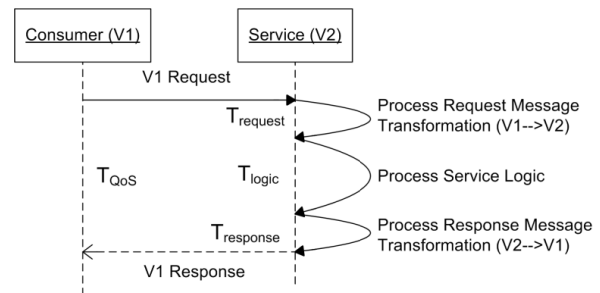 Consumer (V1)
Service (V2)
V1 Request
Trequest
Process Request Message
Transformation (V1-->V2)
TQoS
Tlogic
Process Service Logic
Tresponse
Process Response Message
Transformation (V2-->V1)
V1 Response